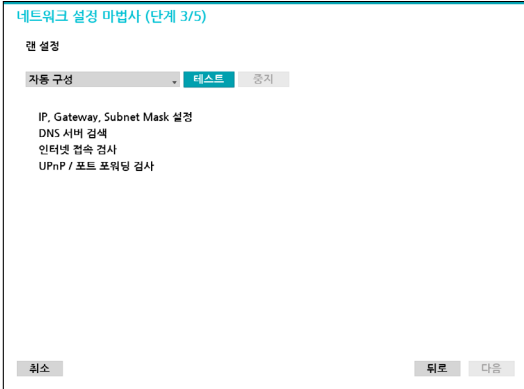 네트워크 설정 마법사 (단계 3/5)
랜 설정
자동 구성 테스트 중지
IP, Gateway, Subnet Mask 설정
DNS 서버 검색
인터넷 접속 검사
UPnP / 포트 포워딩 검사
취소 뒤로 다음